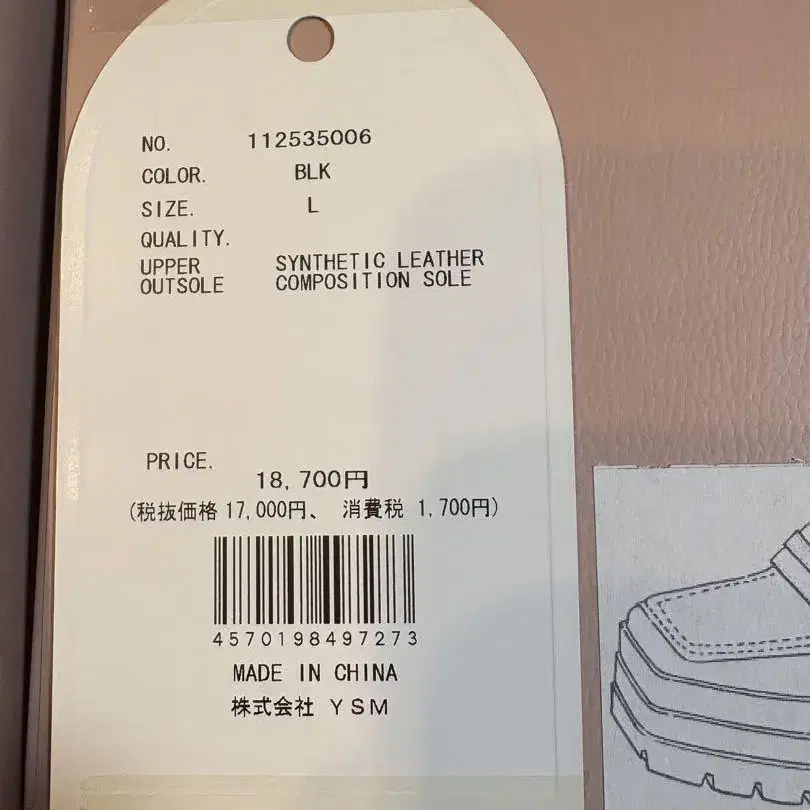 NO. 112535006
COLOR. BLK
SIZE. L
QUALITY.
UPPER SYNTHETIC LEATHER
OUTSOLE COMPOSITION SOLE
PRICE.
18,700円
(税抜価格 17,000円、 消費税 1,700円)
4570198497273
MADE IN CHINA
株式会社 YSM